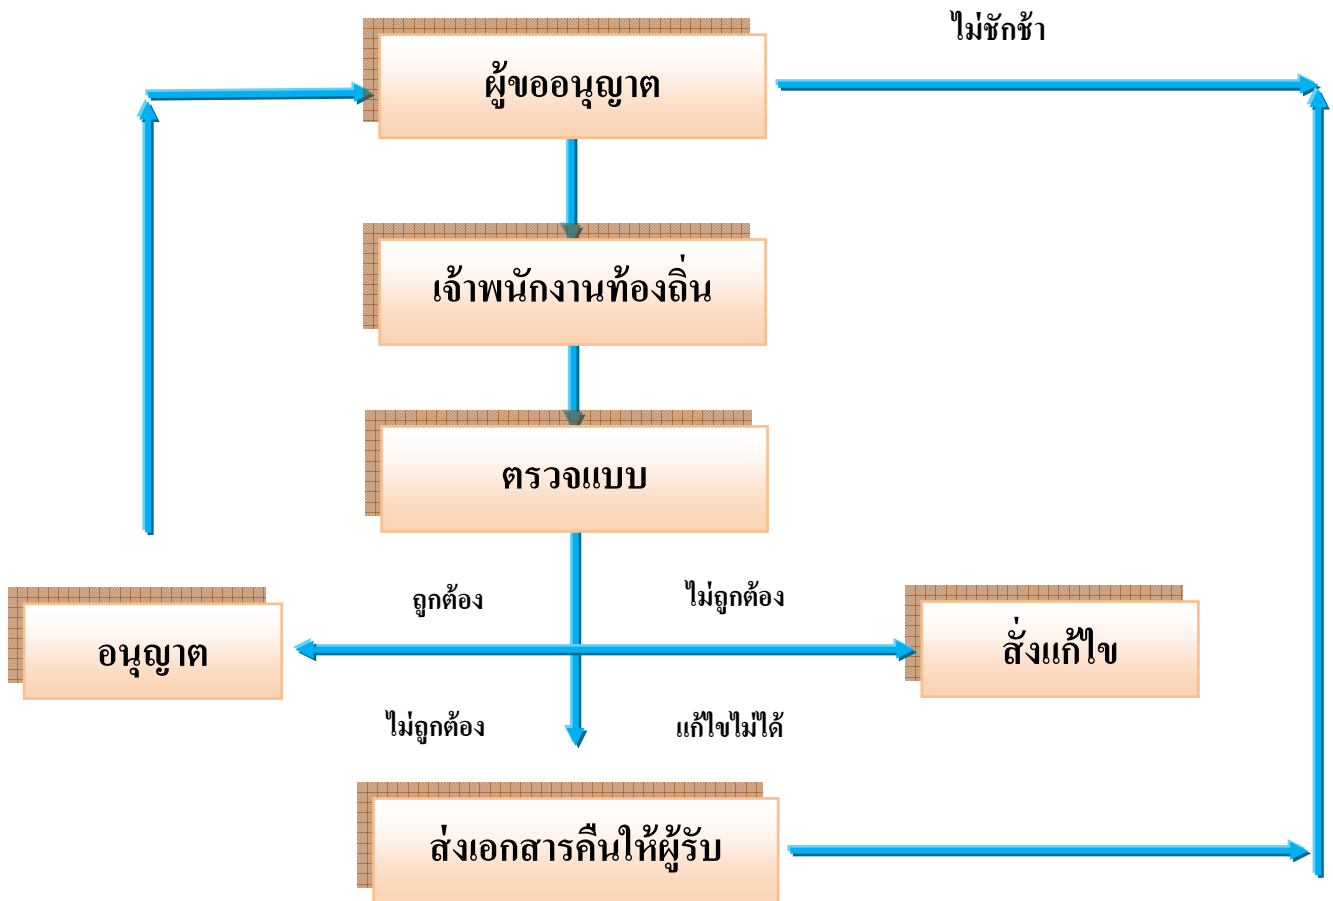 ไม่ชักช้า
ผู้ขออนุญาต
เจ้าพนักงานท้องถิ่น
ตรวจแบบ
ถูกต้อง
ไม่ถูกต้อง
อนุญาต
สั่งแก้ไข
ไม่ถูกต้อง
แก้ไขไม่ได้
ส่งเอกสารคืนให้ผู้รับ